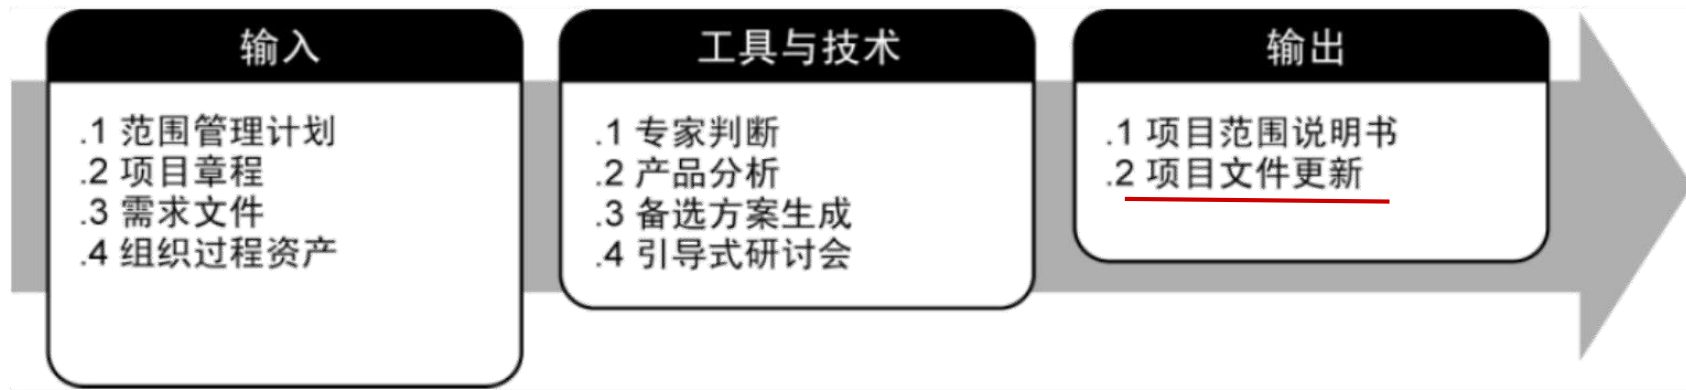 输入
.1 范围管理计划
.2 项目章程
.3 需求文件
.4 组织过程资产
工具与技术
.1 专家判断
.2 产品分析
.3 备选方案生成
.4 引导式研讨会
输出
.1 项目范围说明书
.2 项目文件更新